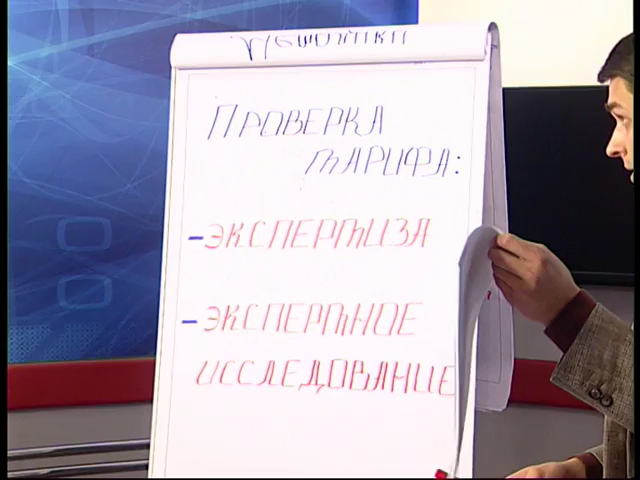 ПРОВЕРКА
ТАРИФА:
- ЭКСПЕРТИЗА
- ЭКСПЕРТНОЕ
ИССЛЕДОВАНИЕ